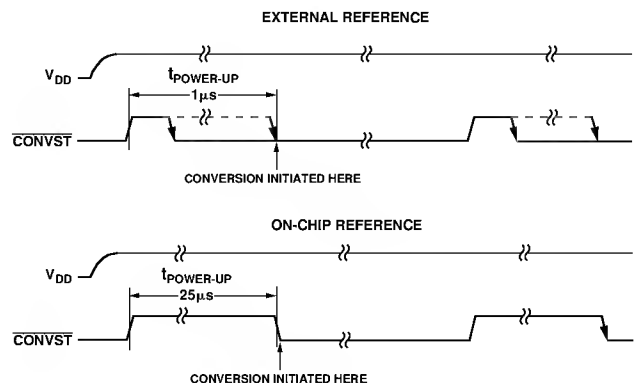 EXTERNAL REFERENCE
VDD
tPOWER-UP
1μs
CONVST
CONVERSION INITIATED HERE
ON-CHIP REFERENCE
VDD
tPOWER-UP
25μs
CONVST
CONVERSION INITIATED HERE